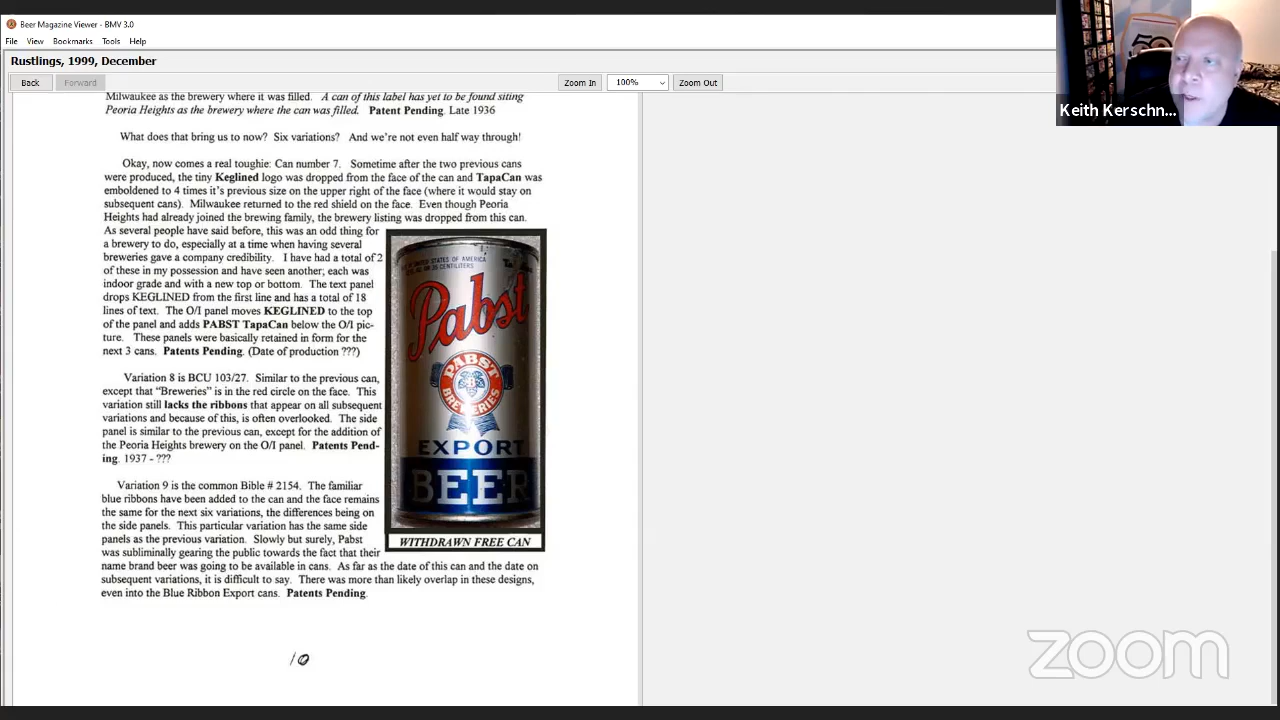 Beer Magazine Viewer - BMV 3.0
File View Bookmarks Tools Help
Rustlings, 1999, December
Back Forward Zoom In 100% Zoom Out
Milwaukee as the brewery where it was filled. A can of this label has yet to be found siting
Peoria Heights as the brewery where the can was filled. Patent Pending. Late 1936
What does that bring us to now? Six variations? And we're not even half way through!
Okay, now comes a real toughie: Can number 7. Sometime after the two previous cans
were produced, the tiny Keglined logo was dropped from the face of the can and TapaCan was
emboldened to 4 times it's previous size on the upper right of the face (where it would stay on
subsequent cans). Milwaukee returned to the red shield on the face. Even though Peoria
Heights had already joined the brewing family, the brewery listing was dropped from this can.
As several people have said before, this was an odd thing for
a brewery to do, especially at a time when having several
breweries gave a company credibility. I have had a total of 2
of these in my possession and have seen another; each was
indoor grade and with a new top or bottom. The text panel
drops KEGLINED from the first line and has a total of 18
lines of text. The O/I panel moves KEGLINED to the top
of the panel and adds PABST TapaCan below the O/I pic-
ture. These panels were basically retained in form for the
next 3 cans. Patents Pending. (Date of production ???)
Variation 8 is BCU 103/27. Similar to the previous can,
except that "Breweries" is in the red circle on the face. This
variation still lacks the ribbons that appear on all subsequent
variations and because of this, is often overlooked. The side
panel is similar to the previous can, except for the addition of
the Peoria Heights brewery on the O/I panel. Patents Pend-
ing. 1937 - ???
Variation 9 is the common Bible # 2154. The familiar
blue ribbons have been added to the can and the face remains
the same for the next six variations, the differences being on
the side panels. This particular variation has the same side
panels as the previous variation. Slowly but surely, Pabst
was subliminally gearing the public towards the fact that their
name brand beer was going to be available in cans. As far as the date of this can and the date on
subsequent variations, it is difficult to say. There was more than likely overlap in these designs,
even into the Blue Ribbon Export cans. Patents Pending
UNITED STATES OF AMERICA
CENTILITERS
Pabst
PABST
BREWERIES
EXPORT
BEER
WITHDRAWN FREE CAN
10
Keith Kerschn...
zoom